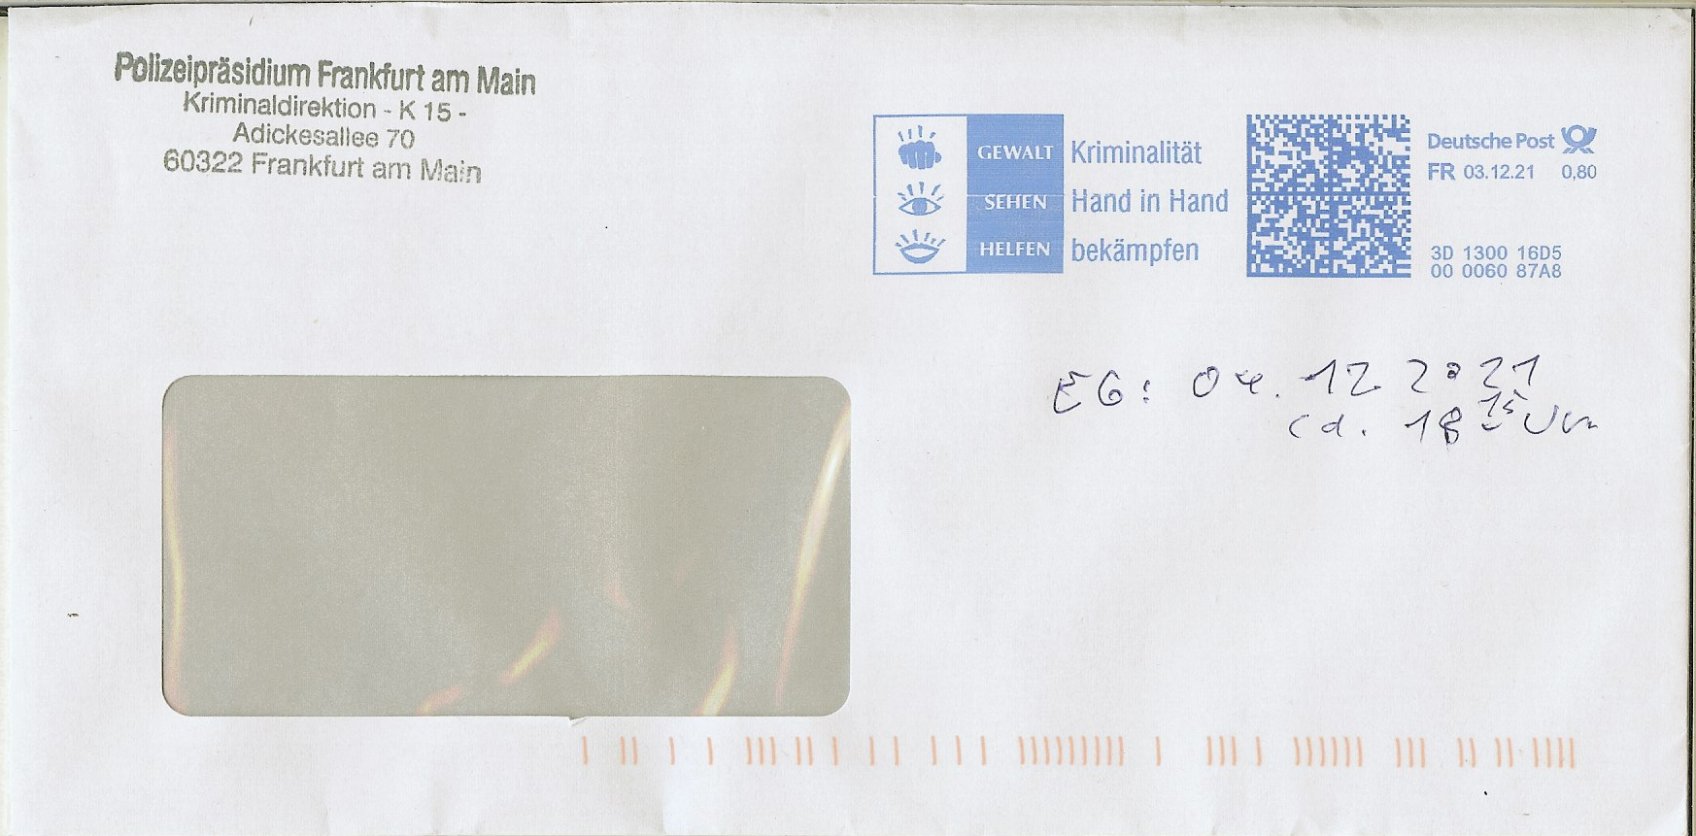 Polizeipräsidium Frankfurt am Main
Kriminaldirektion - K 15 -
Adickesallee 70
60322 Frankfurt am Main
GEWALT Kriminalität
SEHEN Hand in Hand
HELFEN bekämpfen
Deutsche Post
FR 03.12.21 0,80
3D 1300 16D5
00 0060 87A8
EG: 04.12 2021
ca. 18 15 Uhr